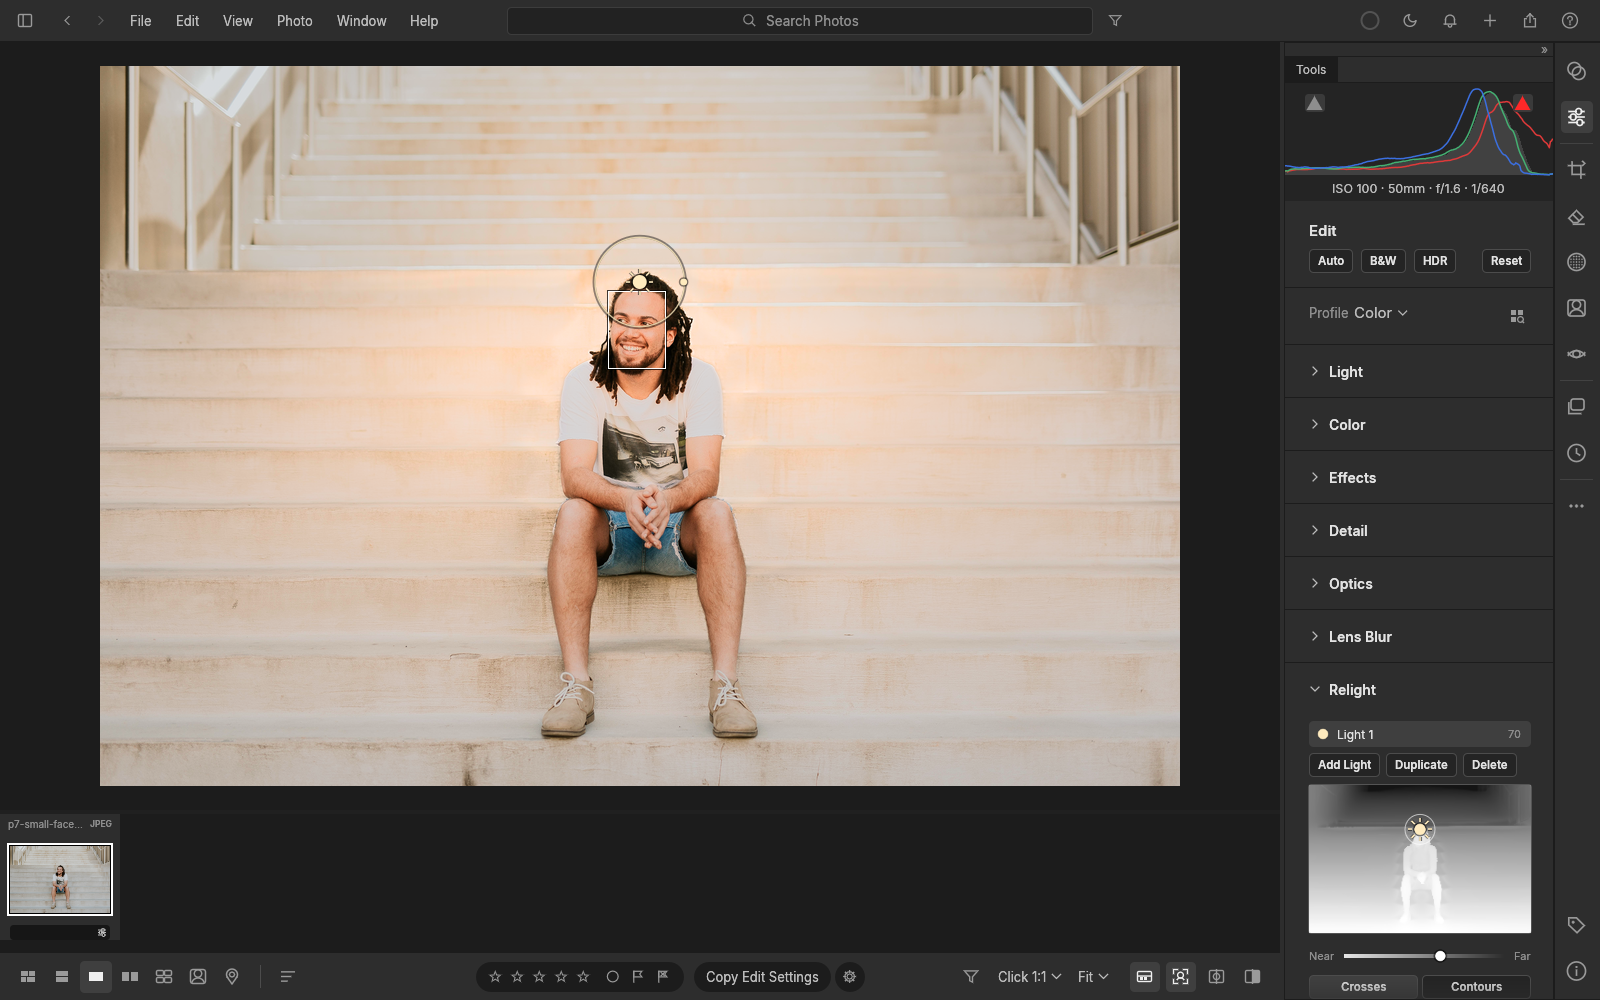 File Edit View Photo Window Help Search Photos
Tools
ISO 100 · 50mm · f/1.6 · 1/640
Edit
Auto B&W HDR Reset
Profile Color
Light
Color
Effects
Detail
Optics
Lens Blur
Relight
Light 1 70
Add Light Duplicate Delete
Near Far
Crosses Contours
p7-small-face... JPEG
Copy Edit Settings Click 1:1 Fit